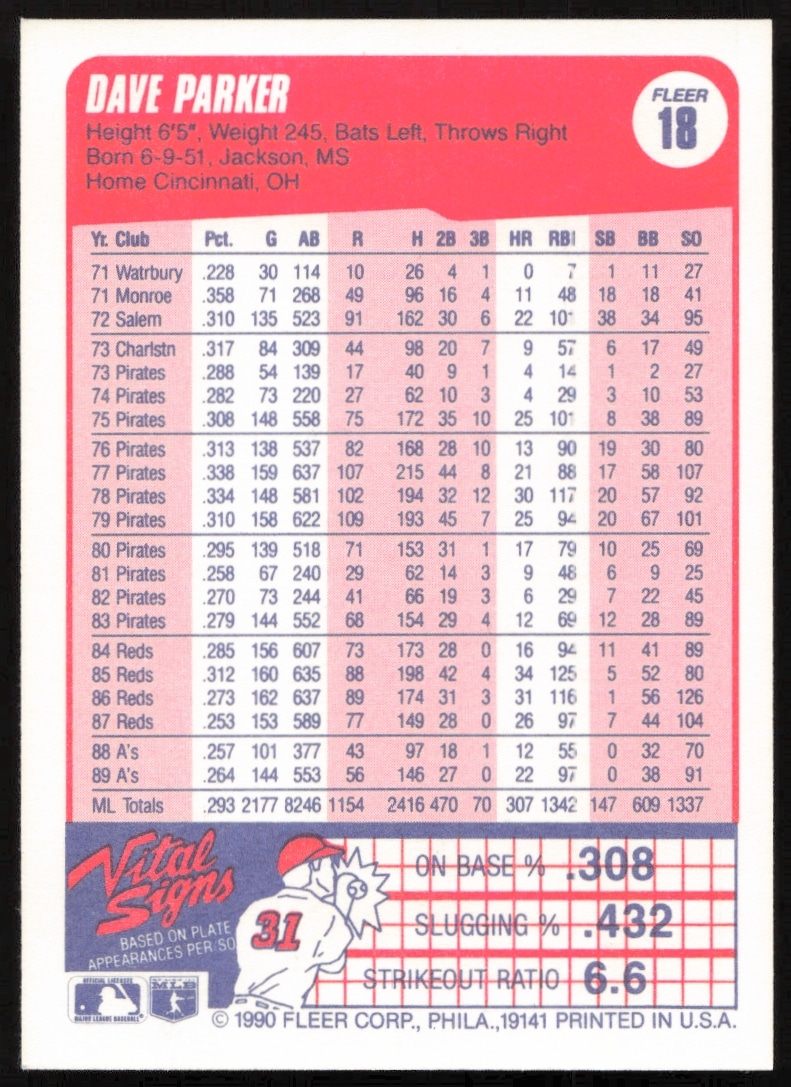 DAVE PARKER
FLEER
18
Height 6'5", Weight 245, Bats Left, Throws Right
Born 6-9-51, Jackson, MS
Home Cincinnati, OH
Yr. Club Pct. G AB R H 2B 3B HR RBI SB BB SO
71 Watrbury .228 30 114 10 26 4 1 0 7 1 11 27
71 Monroe .358 71 268 49 96 16 4 11 48 18 18 41
72 Salem .310 135 523 91 162 30 6 22 38 34 95
73 Charlstn .317 84 309 44 98 20 7 9 57 6 17 49
73 Pirates .288 54 139 17 40 9 1 4 14 1 2 27
74 Pirates .282 73 220 27 62 10 3 4 29 3 10 53
75 Pirates .308 148 558 75 172 35 10 25 101 8 38 89
76 Pirates .313 138 537 82 168 28 10 13 90 19 30 80
77 Pirates .338 159 637 107 215 44 8 21 88 17 58 107
78 Pirates .334 148 581 102 194 32 12 30 117 20 57 92
79 Pirates .310 158 622 109 193 45 7 25 94 20 67 101
80 Pirates .295 139 518 71 153 31 1 17 79 10 25 69
81 Pirates .258 67 240 29 62 14 3 9 48 6 9 25
82 Pirates .270 73 244 41 66 19 3 6 29 7 22 45
83 Pirates .279 144 552 68 154 29 4 12 69 12 28 89
84 Reds .285 156 607 73 173 28 0 16 94 11 41 89
85 Reds .312 160 635 88 198 42 4 34 125 5 52 80
86 Reds .273 162 637 89 174 31 3 31 116 1 56 126
87 Reds .253 153 589 77 149 28 0 26 97 7 44 104
88 A's .257 101 377 43 97 18 1 12 55 0 32 70
89 A's .264 144 553 56 146 27 0 22 97 0 38 91
ML Totals .293 2177 8246 1154 2416 470 70 307 1342 147 609 1337
Vital
Signs
BASED ON PLATE
APPEARANCES PER/SO
31
ON BASE % .308
SLUGGING % .432
STRIKEOUT RATIO 6.6
OFFICIAL LICENSEE
MAJOR LEAGUE BASEBALL
MLB
© 1990 FLEER CORP., PHILA.,19141 PRINTED IN U.S.A.